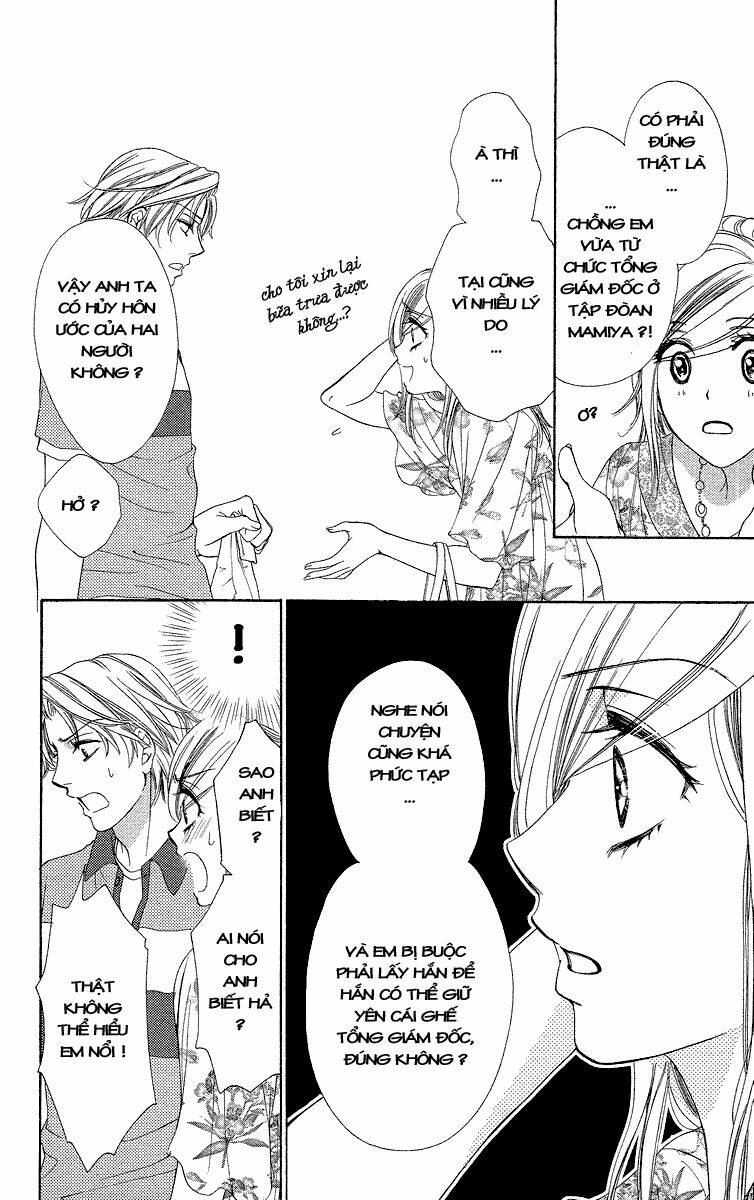 CÓ PHẢI
ĐÚNG
THẬT LÀ
...
...
CHỒNG EM
VỪA TỪ
CHỨC TỔNG
GIÁM ĐỐC Ở
TẬP ĐÒAN
MAMIYA ?!
Ơ?
À THÌ
...
TẠI CŨNG
VÌ NHIỀU LÝ
DO
...
cho tôi xin lại
bữa trưa được
không...?
VẬY ANH TA
CÓ HỦY HÔN
ƯỚC CỦA HAI
NGƯỜI
KHÔNG ?
HỞ ?
NGHE NÓI
CHUYỆN
CŨNG KHÁ
PHỨC TẠP
...
VÀ EM BỊ BUỘC
PHẢI LẤY HẮN ĐỂ
HẮN CÓ THỂ GIỮ
YÊN CÁI GHẾ
TỔNG GIÁM ĐỐC,
ĐÚNG KHÔNG ?
!
SAO
ANH
BIẾT
?
AI NÓI
CHO
ANH
BIẾT HẢ
?
THẬT
KHÔNG
THỂ HIỂU
EM NỔI !